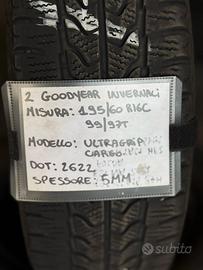 2 GOODYEAR INVERNALI
MISURA: 195/60 R16C
99/97T
MODELLO: ULTRAGRIP
CARGO
DOT: 2622
SPESSORE: 5MM
subito